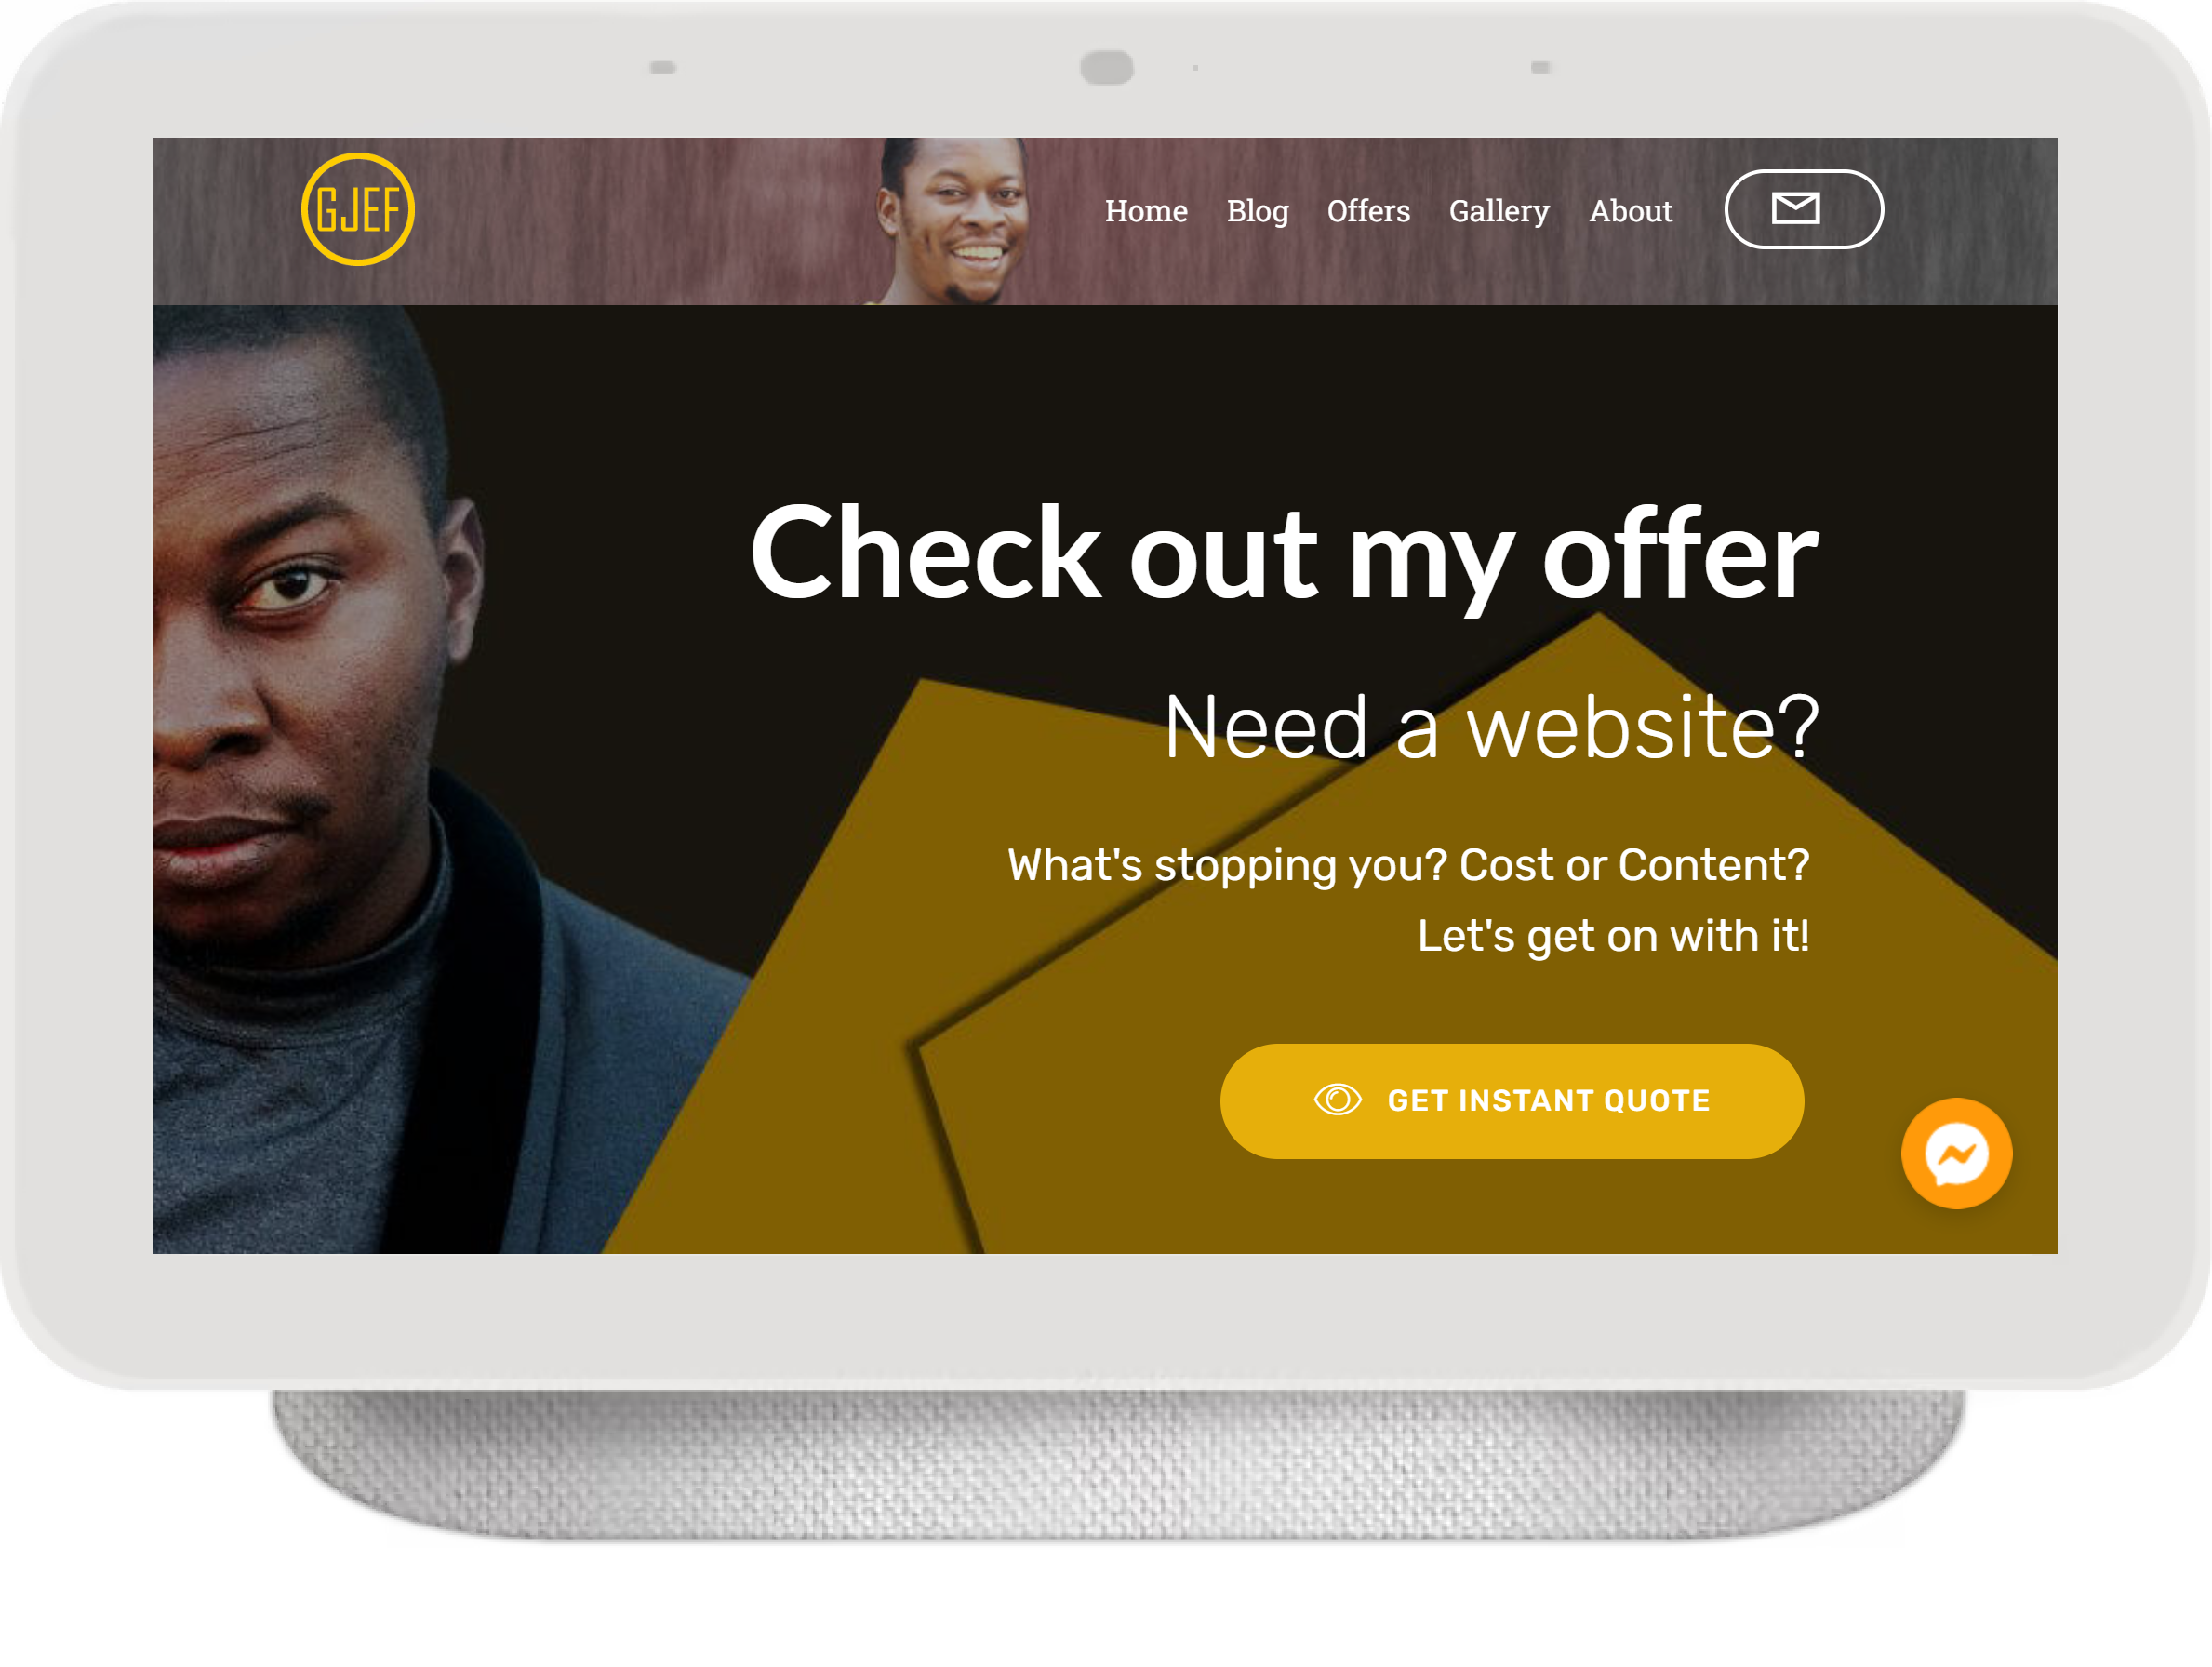 GJEF
Home Blog Offers Gallery About
Check out my offer
Need a website?
What's stopping you? Cost or Content?
Let's get on with it!
GET INSTANT QUOTE